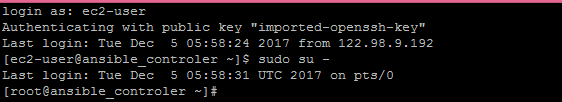 login as: ec2-user
Authenticating with public key "imported-openssh-key"
Last login: Tue Dec  5 05:58:24 2017 from 122.98.9.192
[ec2-user@ansible_controler ~]$ sudo su -
Last login: Tue Dec  5 05:58:31 UTC 2017 on pts/0
[root@ansible_controler ~]#